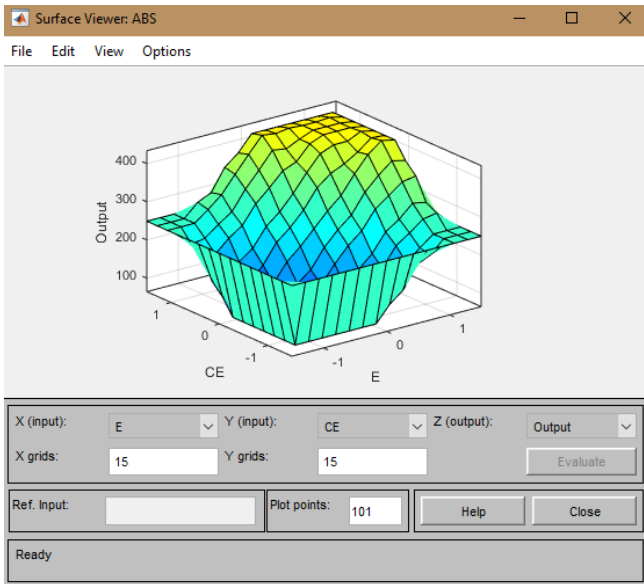 Surface Viewer: ABS
File Edit View Options
400
300
200
100
Output
1
0
-1
CE
-1
0
1
E
X (input): E Y (input): CE Z (output): Output
X grids: 15 Y grids: 15 Evaluate
Ref. Input: Plot points: 101 Help Close
Ready